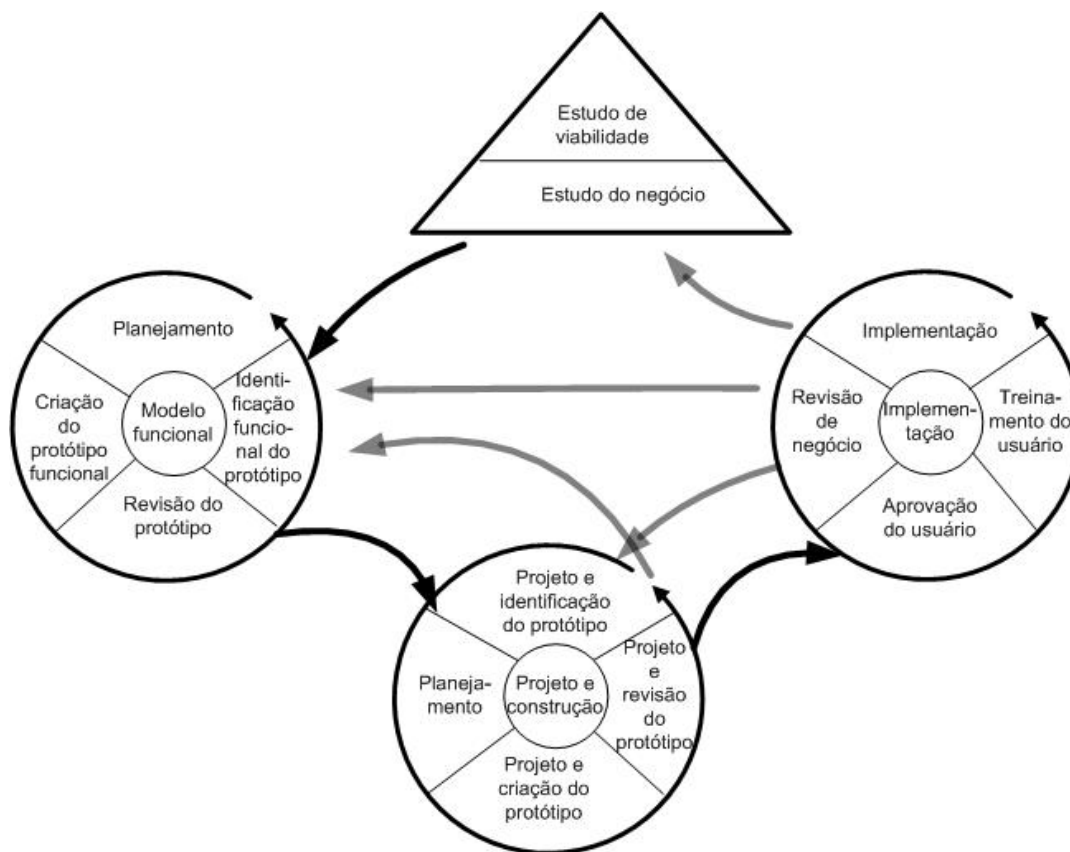 Estudo de
viabilidade
Estudo do negócio
Planejamento
Criação
do
protótipo
funcional
Modelo
funcional
Identi-
ficação
funcio-
nal do
protótipo
Revisão do
protótipo
Implementação
Revisão
de
negócio
Implemen-
tação
Treina-
mento do
usuário
Aprovação
do usuário
Projeto e
identificação
do protótipo
Planeja-
mento
Projeto e
construção
Projeto
e
revisão
do
protótipo
Projeto e
criação do
protótipo